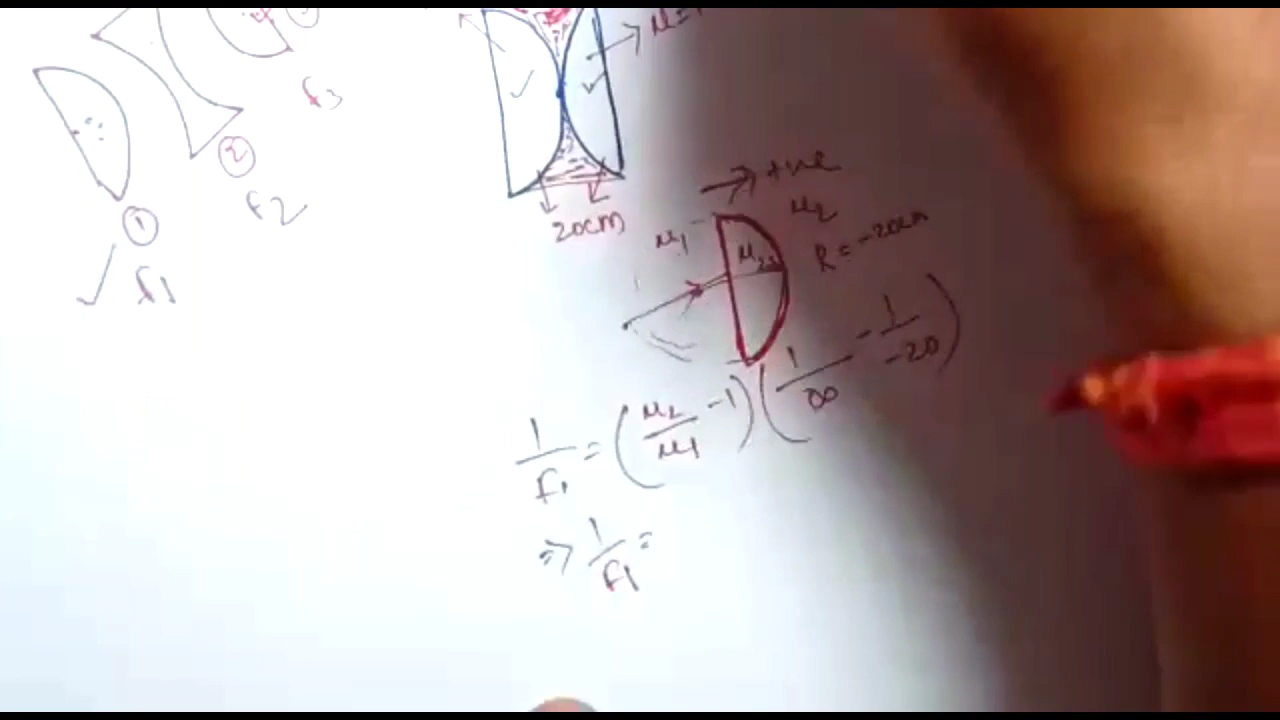 f3
②
f2
①
f1
20cm
→ +ve
μ1
μ2
R = -20cm
1/f1 = (μ2/μ1 - 1)(1/∞ - 1/-20)
⇒ 1/f1 =